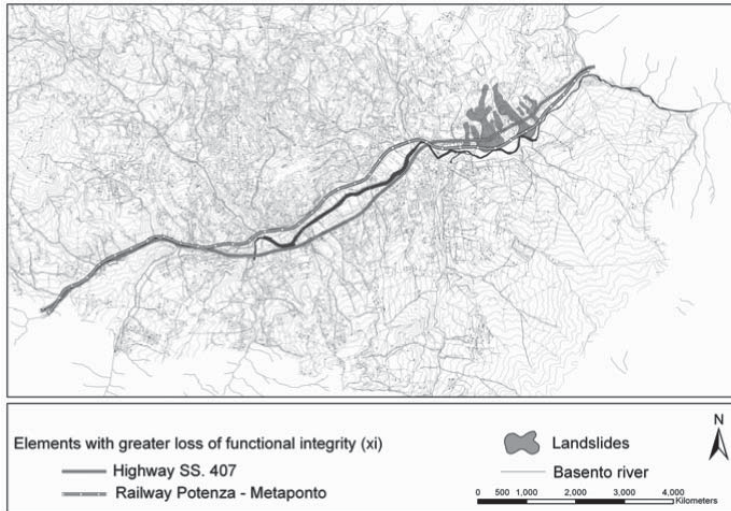 Elements with greater loss of functional integrity (xi)
Highway SS. 407
Railway Potenza - Metaponto
Landslides
Basento river
N
0 500 1,000 2,000 3,000 4,000
Kilometers